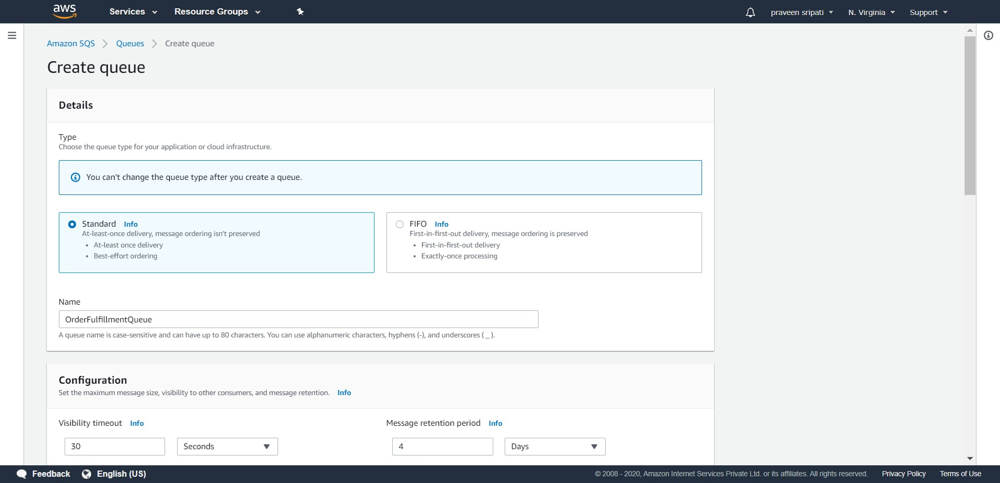 aws Services Resource Groups praveen sripati N. Virginia Support
Amazon SQS Queues Create queue
Create queue
Details
Type
Choose the queue type for your application or cloud infrastructure.
You can't change the queue type after you create a queue.
Standard Info
At-least-once delivery, message ordering isn't preserved
• At-least once delivery
• Best-effort ordering
FIFO Info
First-in-first-out delivery, message ordering is preserved
• First-in-first-out delivery
• Exactly-once processing
Name
OrderFulfillmentQueue
A queue name is case-sensitive and can have up to 80 characters. You can use alphanumeric characters, hyphens (-), and underscores ( _ ).
Configuration
Set the maximum message size, visibility to other consumers, and message retention. Info
Visibility timeout Info
30 Seconds
Message retention period Info
4 Days
Feedback English (US) © 2008 - 2020, Amazon Internet Services Private Ltd. or its affiliates. All rights reserved. Privacy Policy Terms of Use